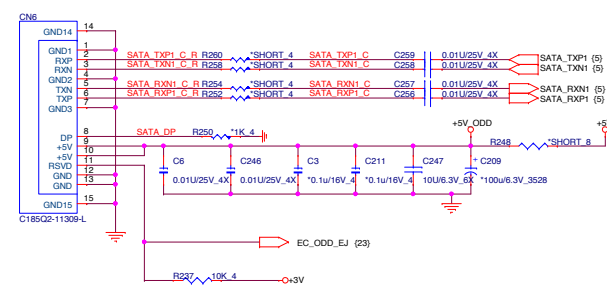 CN6
GND14 14
GND1 1
RXP 2 SATA_TXP1_C_R R260 *SHORT_4 SATA_TXP1_C C259 0.01U/25V_4X SATA_TXP1 {5}
RXN 3 SATA_TXN1_C_R R258 *SHORT_4 SATA_TXN1_C C258 0.01U/25V_4X SATA_TXN1 {5}
GND2 4
TXN 5 SATA_RXN1_C_R R254 *SHORT_4 SATA_RXN1_C C257 0.01U/25V_4X SATA_RXN1 {5}
TXP 6 SATA_RXP1_C_R R252 *SHORT_4 SATA_RXP1_C C256 0.01U/25V_4X SATA_RXP1 {5}
GND3 7
+5V_ODD +5
DP 8 SATA_DP R250 *1K_4
+5V 9 R248 *SHORT_8
+5V 10
RSVD 11
GND 12
GND 13
C6 C246 C3 C211 C247 + C209
0.01U/25V_4X 0.01U/25V_4X *0.1u/16V_4 *0.1u/16V_4 10U/6.3V_6X *100u/6.3V_3528
GND15 15
C185Q2-11309-L
EC_ODD_EJ {23}
R237 10K_4 +3V